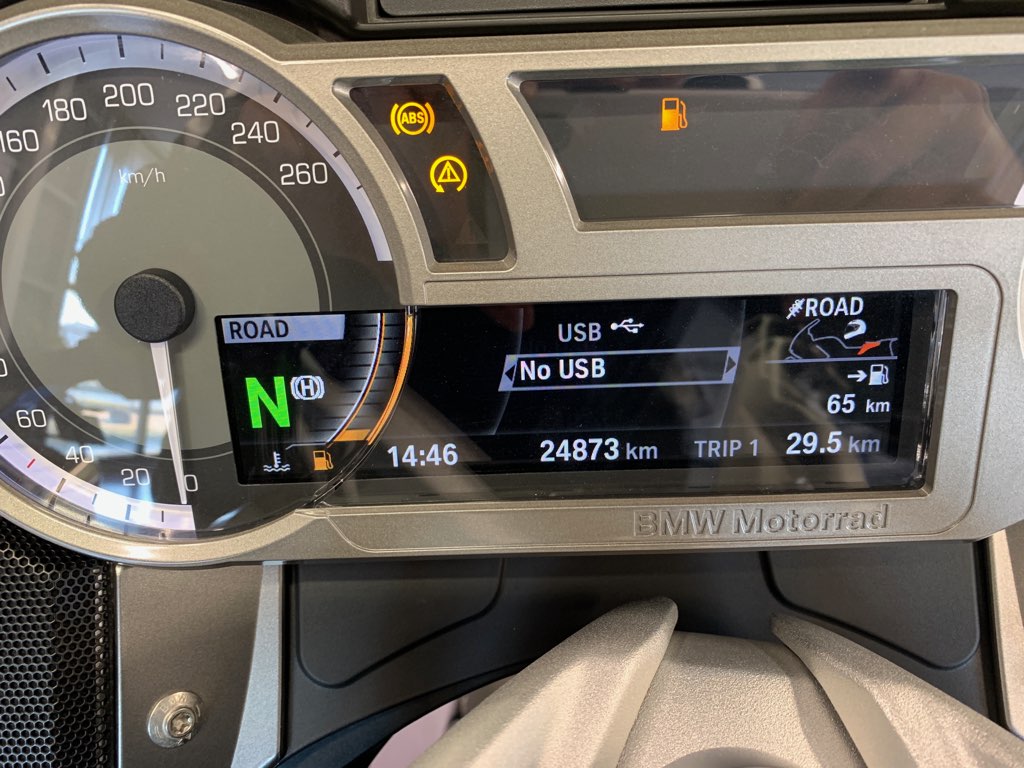 160
180
200
220
240
260
km/h
60
40
20
0
ABS
ROAD
N
H
USB
No USB
ROAD
65 km
14:46
24873 km
TRIP 1
29.5 km
BMW Motorrad